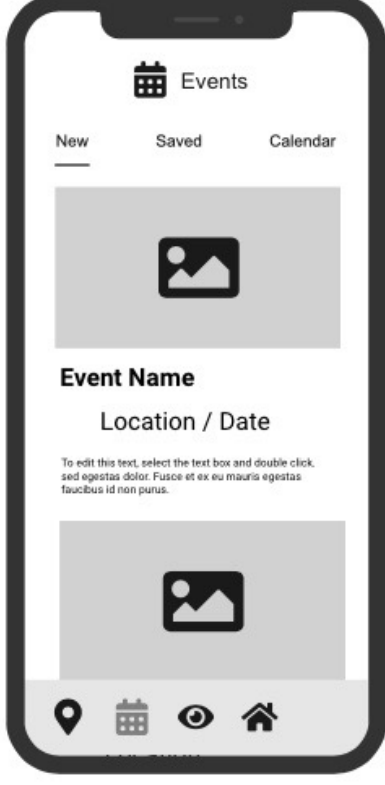 Events
New Saved Calendar
Event Name
Location / Date
To edit this text, select the text box and double click.
sed egestas dolor. Fusce et ex eu mauris egestas
faucibus id non purus.